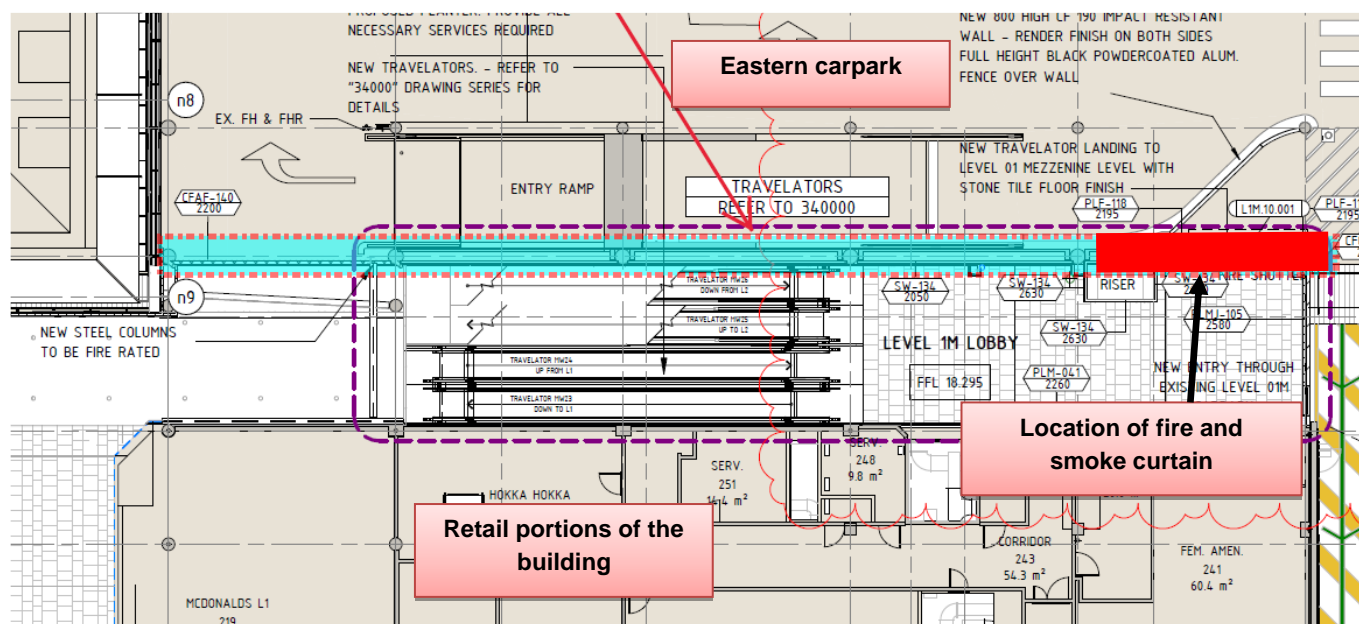 NECESSARY SERVICES REQUIRED
NEW TRAVELATORS. - REFER TO
"34000" DRAWING SERIES FOR
DETAILS
n8
EX. FH & FHR
CFAF-140
2200
ENTRY RAMP
Eastern carpark
TRAVELATORS
REFER TO 340000
NEW 800 HIGH CF 190 IMPACT RESISTANT
WALL - RENDER FINISH ON BOTH SIDES
FULL HEIGHT BLACK POWDERCOATED ALUM.
FENCE OVER WALL
NEW TRAVELATOR LANDING TO
LEVEL 01 MEZZENINE LEVEL WITH
STONE TILE FLOOR FINISH
PLF-118
2195
L1M.10.001
2195
n9
NEW STEEL COLUMNS
TO BE FIRE RATED
TRAVELATOR MW26
DOWN FROM L2
TRAVELATOR MW25
UP TO L2
TRAVELATOR MW24
UP FROM L1
TRAVELATOR MW23
DOWN TO L1
SW-134
2050
SW-134
2630
RISER
SW-134
2630
PLMJ-105
2580
LEVEL 1M LOBBY
FFL 18.295
PLM-041
2260
NEW ENTRY THROUGH
EXISTING LEVEL 01M
Location of fire and
smoke curtain
SERV.
251
14.4 m²
SERV.
248
9.8 m²
HOKKA HOKKA
Retail portions of the
building
CORRIDOR
243
54.3 m²
FEM. AMEN.
241
60.4 m²
MCDONALDS L1
219